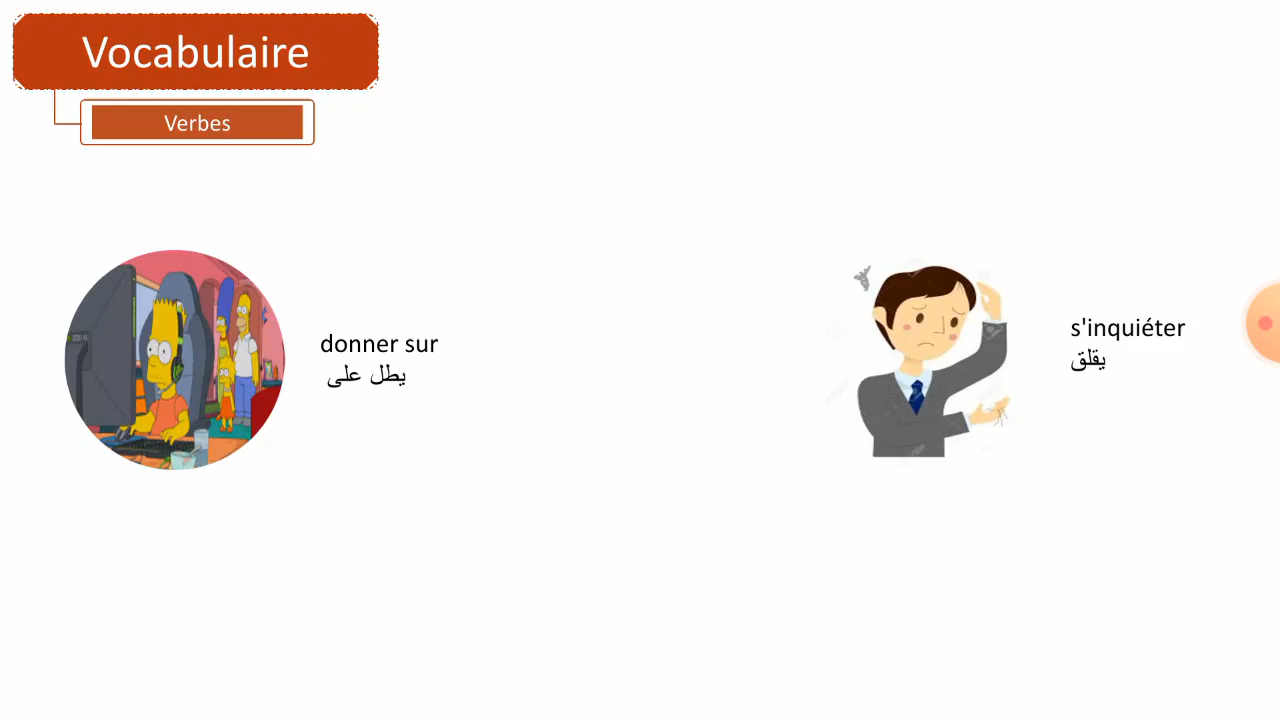 Vocabulaire
Verbes
donner sur
يطل على
s'inquiéter
يقلق